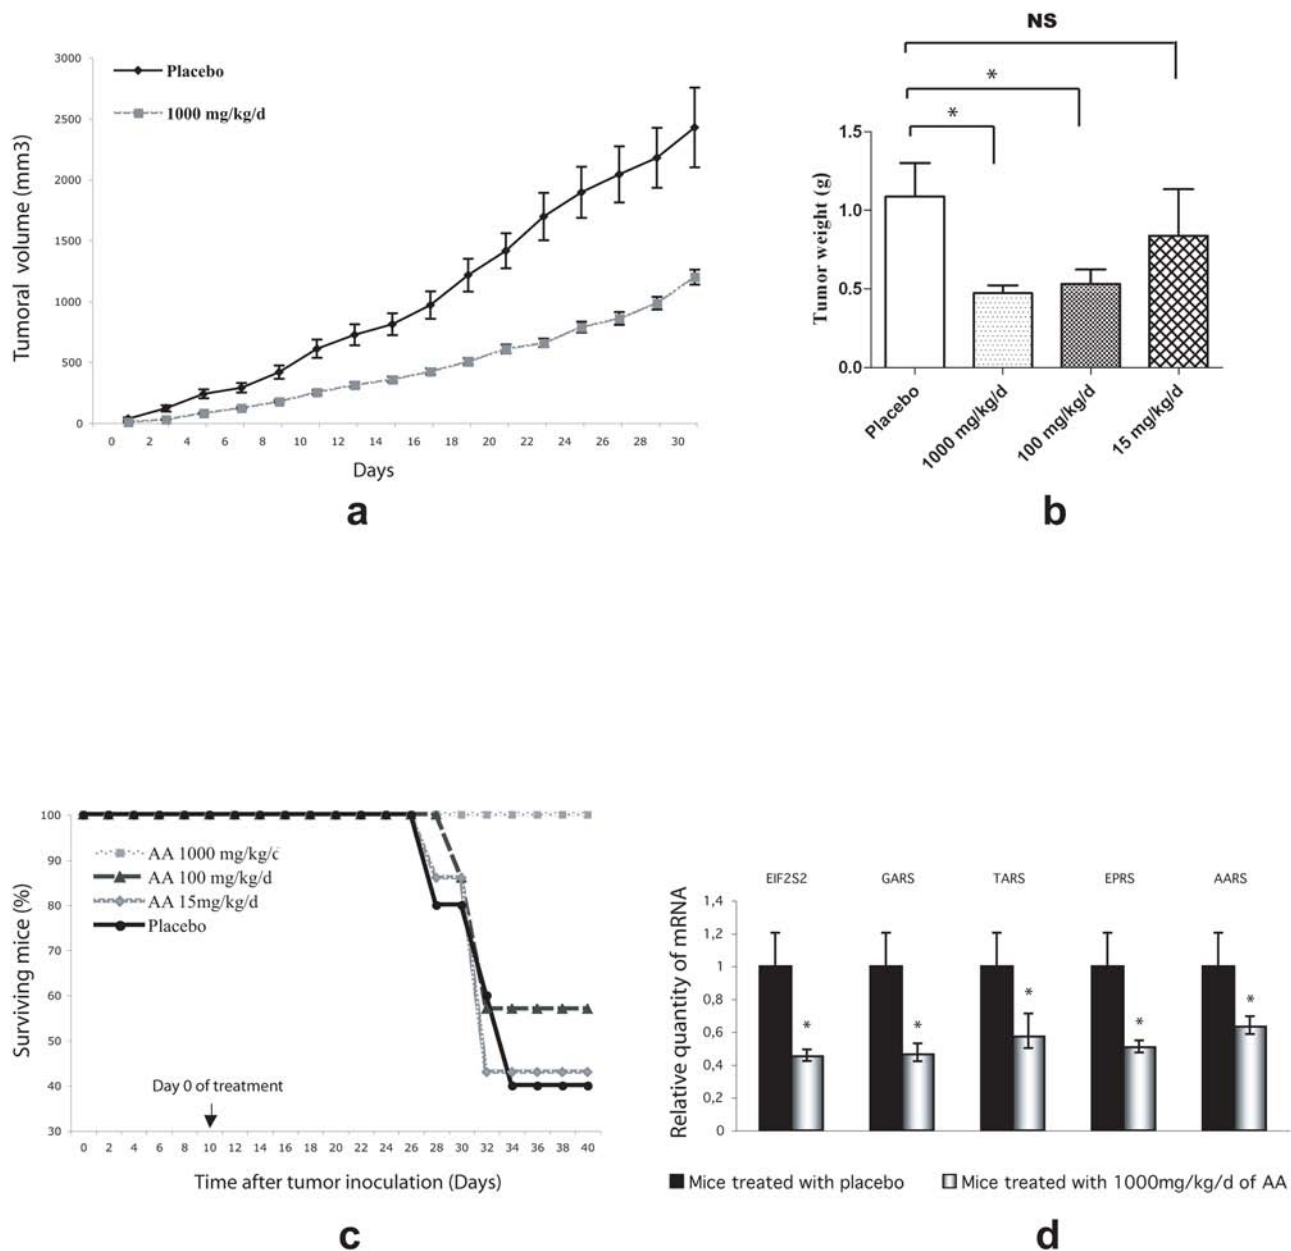 3000
2500
2000
1500
1000
500
0
Tumoral volume (mm3)
Placebo
1000 mg/kg/d
0 2 4 6 8 10 12 14 16 18 20 22 24 26 28 30
Days
a
NS
*
*
1.5
1.0
0.5
0.0
Tumor weight (g)
Placebo
1000 mg/kg/d
100 mg/kg/d
15 mg/kg/d
b
100
90
80
70
60
50
40
30
Surviving mice (%)
AA 1000 mg/kg/d
AA 100 mg/kg/d
AA 15mg/kg/d
Placebo
Day 0 of treatment
0 2 4 6 8 10 12 14 16 18 20 22 24 26 28 30 32 34 36 38 40
Time after tumor inoculation (Days)
c
EIF2S2 GARS TARS EPRS AARS
1,4
1,2
1
0,8
0,6
0,4
0,2
0
Relative quantity of mRNA
* * * * *
Mice treated with placebo
Mice treated with 1000mg/kg/d of AA
d